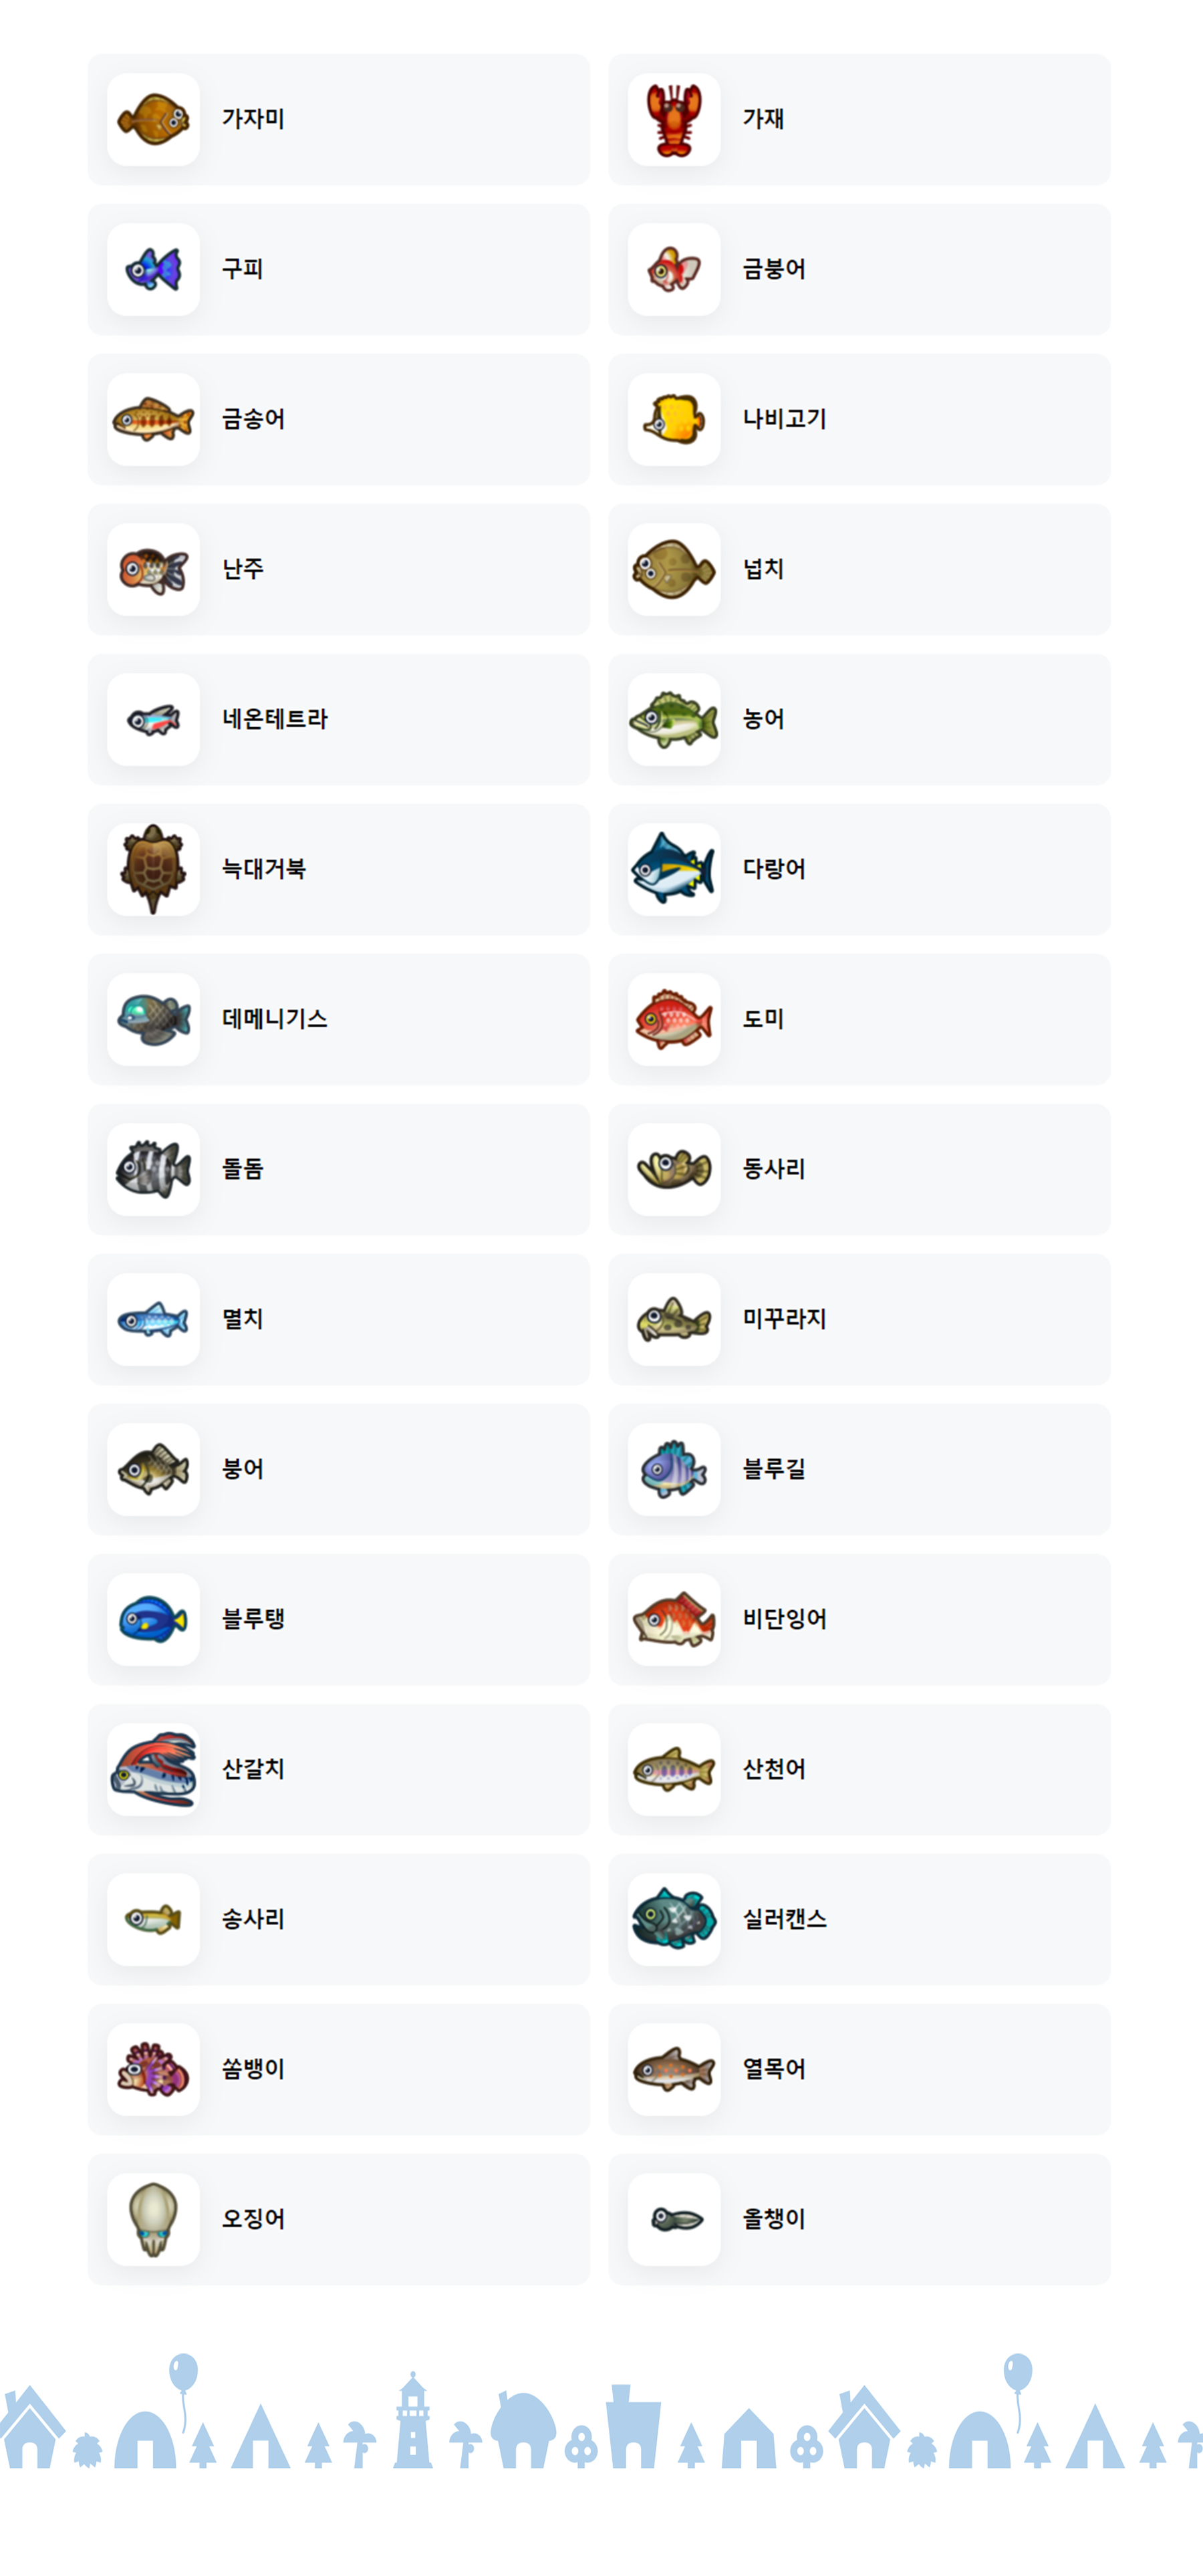 가자미
가재
구피
금붕어
금송어
나비고기
난주
넙치
네온테트라
농어
늑대거북
다랑어
데메니기스
도미
돌돔
동사리
멸치
미꾸라지
붕어
블루길
블루탱
비단잉어
산갈치
산천어
송사리
실러캔스
쏨뱅이
열목어
오징어
올챙이